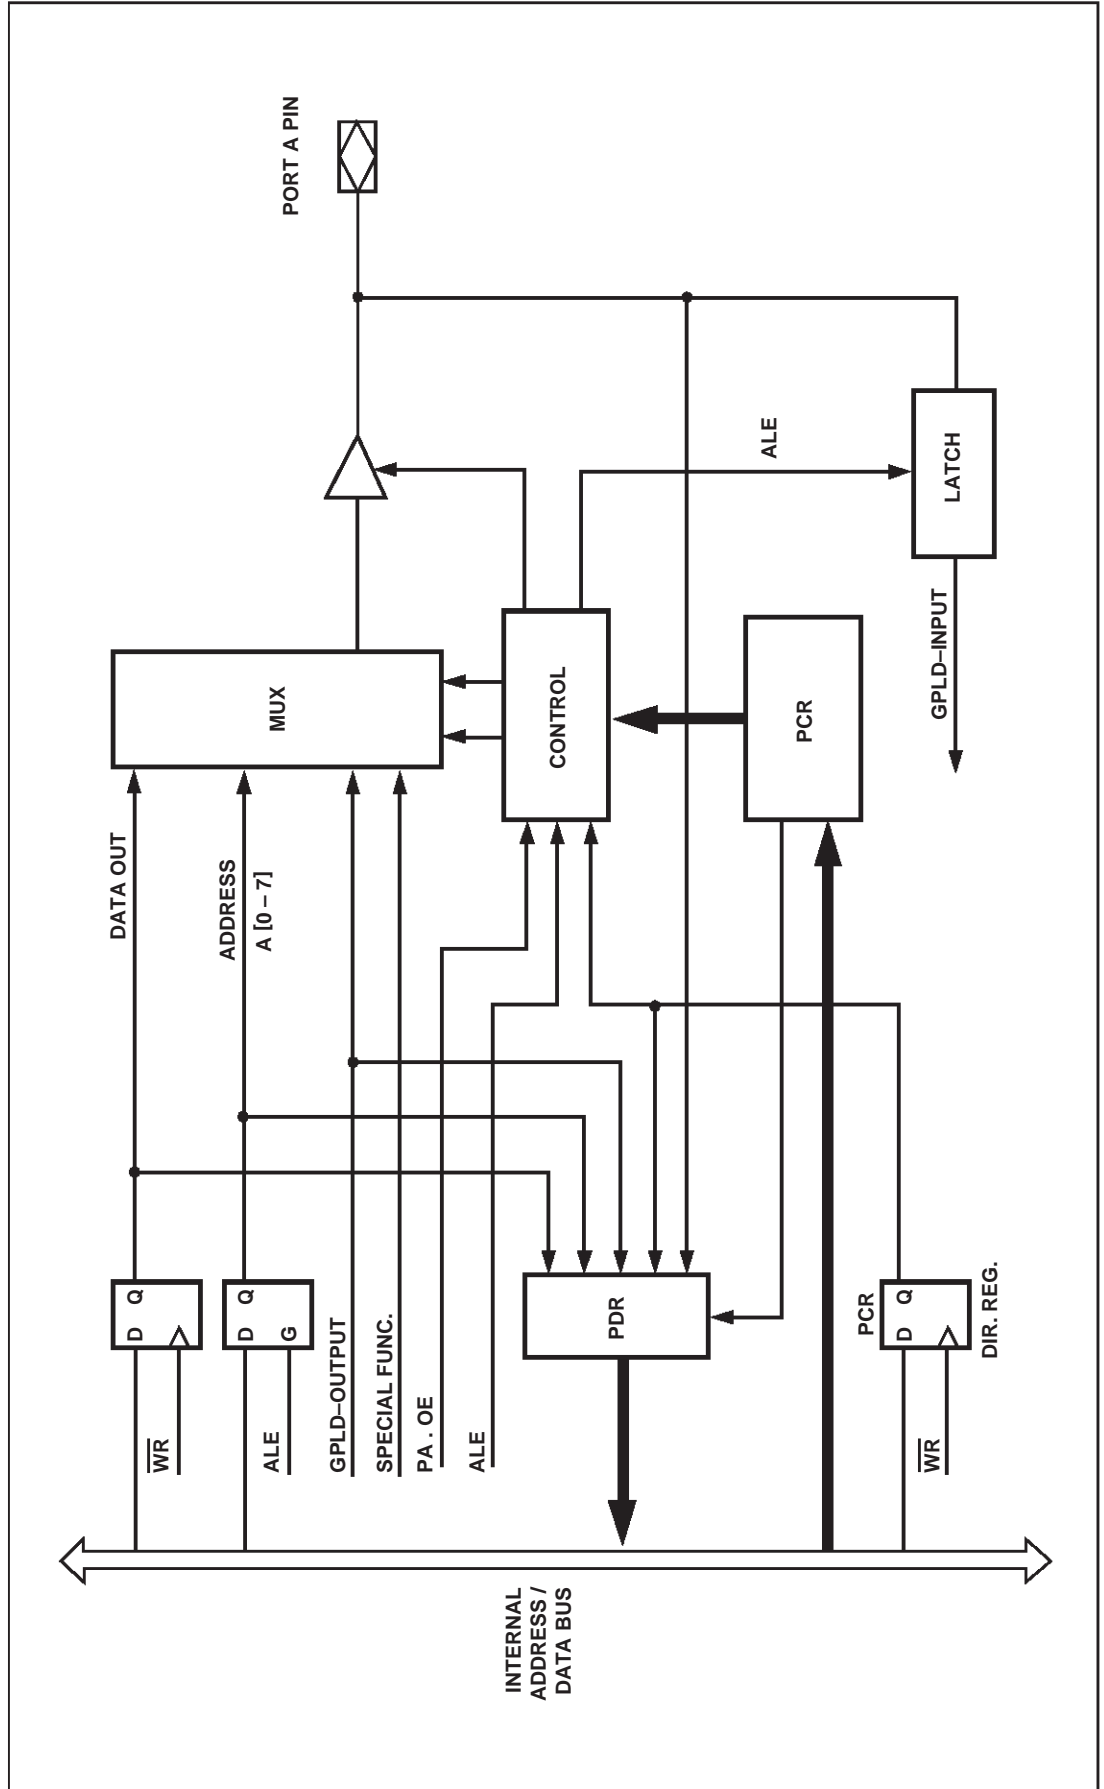 INTERNAL
ADDRESS /
DATA BUS
WR
D Q
DATA OUT
ALE
D Q
G
ADDRESS
A [0 – 7]
GPLD–OUTPUT
SPECIAL FUNC.
PA . OE
ALE
MUX
PORT A PIN
CONTROL
ALE
PDR
PCR
LATCH
GPLD–INPUT
WR
PCR
D Q
DIR. REG.